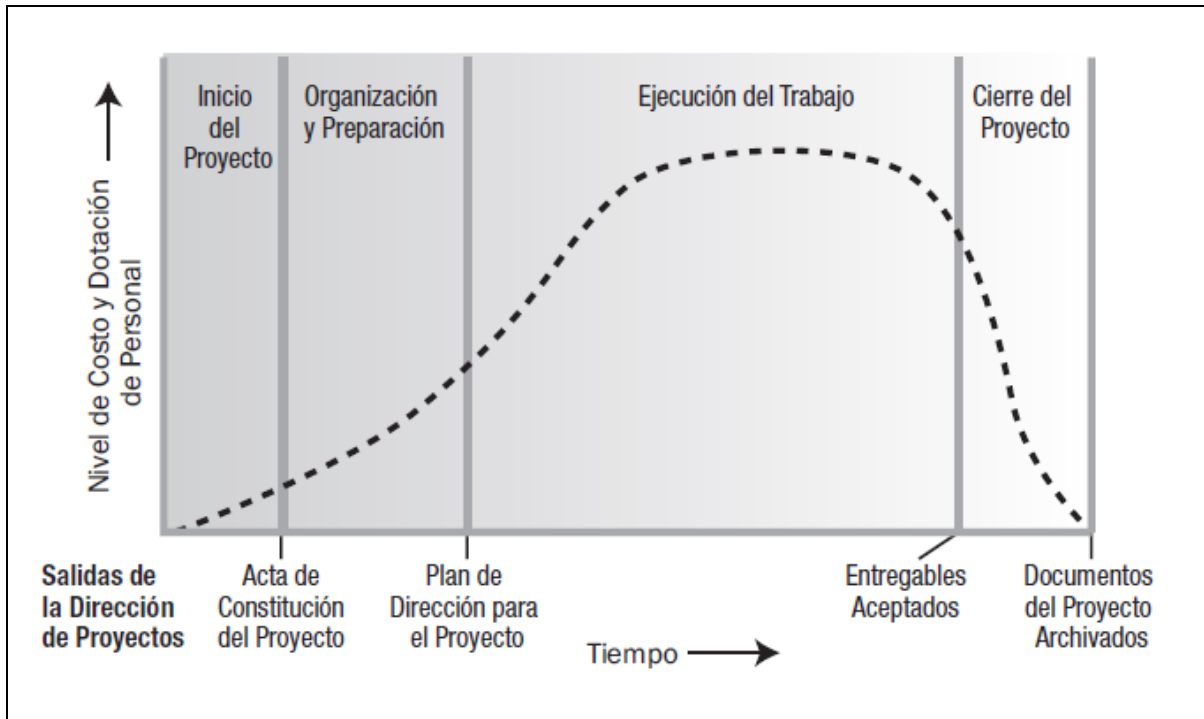 Inicio
del
Proyecto
Organización
y Preparación
Ejecución del Trabajo
Cierre del
Proyecto
Nivel de Costo y Dotación
de Personal
Salidas de
la Dirección
de Proyectos
Acta de
Constitución
del Proyecto
Plan de
Dirección para
el Proyecto
Entregables
Aceptados
Documentos
del Proyecto
Archivados
Tiempo